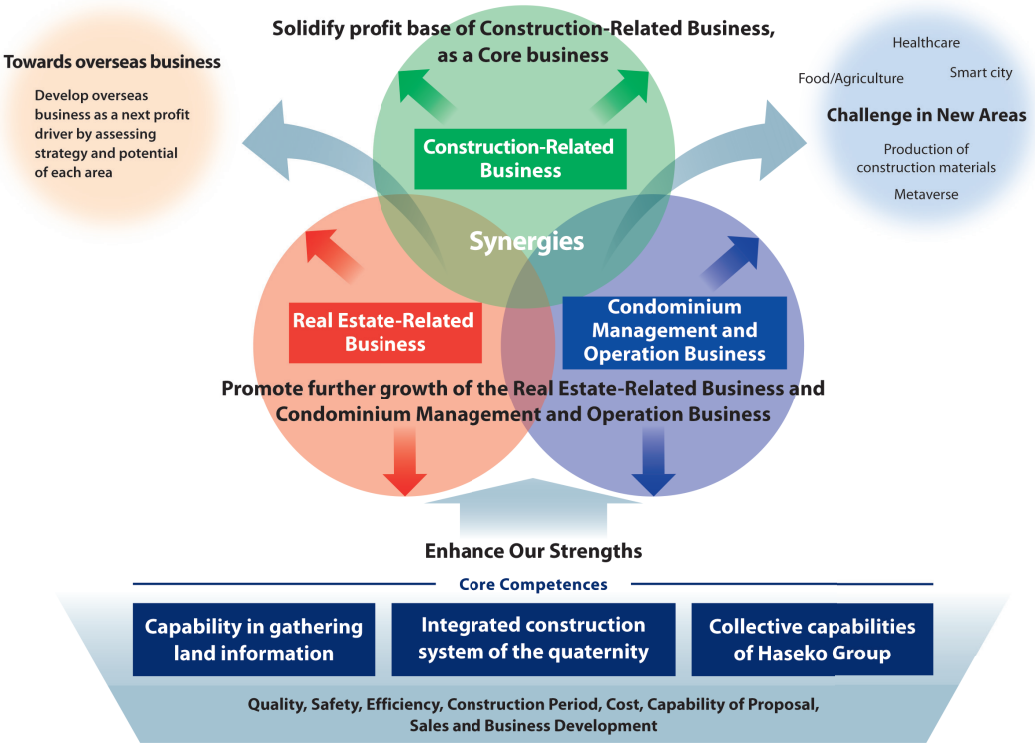 Solidify profit base of Construction-Related Business,
as a Core business
Towards overseas business
Develop overseas
business as a next profit
driver by assessing
strategy and potential
of each area
Healthcare
Food/Agriculture
Smart city
Challenge in New Areas
Production of
construction materials
Metaverse
Construction-Related
Business
Synergies
Real Estate-Related
Business
Condominium
Management and
Operation Business
Promote further growth of the Real Estate-Related Business and
Condominium Management and Operation Business
Enhance Our Strengths
Core Competences
Capability in gathering
land information
Integrated construction
system of the quaternity
Collective capabilities
of Haseko Group
Quality, Safety, Efficiency, Construction Period, Cost, Capability of Proposal,
Sales and Business Development